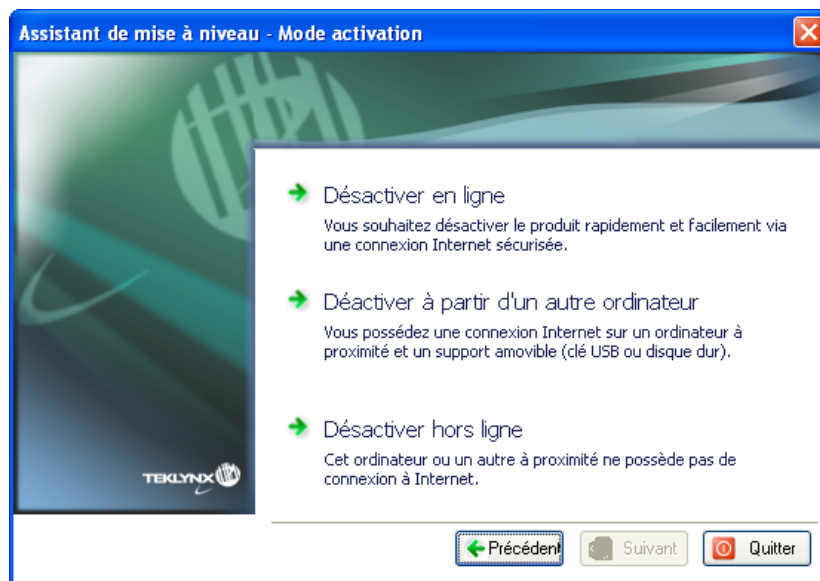 Assistant de mise à niveau - Mode activation
Désactiver en ligne
Vous souhaitez désactiver le produit rapidement et facilement via
une connexion Internet sécurisée.
Déactiver à partir d'un autre ordinateur
Vous possédez une connexion Internet sur un ordinateur à
proximité et un support amovible (clé USB ou disque dur).
Désactiver hors ligne
Cet ordinateur ou un autre à proximité ne possède pas de
connexion à Internet.
TEKLYNX
Précédent
Suivant
Quitter